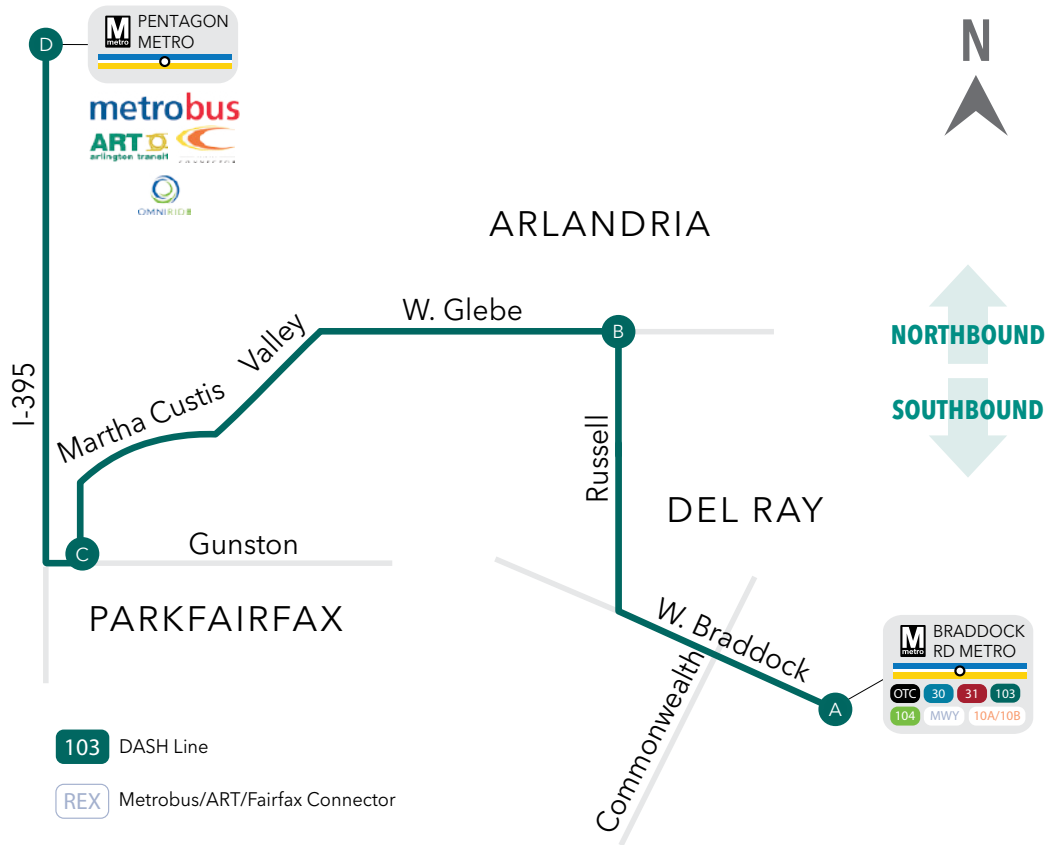 D
M
metro
PENTAGON
METRO
metrobus
ART
arlington transit
OMNIRIDE
N
ARLANDRIA
W. Glebe
B
Valley
NORTHBOUND
SOUTHBOUND
I-395
Martha Custis
Russell
DEL RAY
C
Gunston
PARKFAIRFAX
W. Braddock
Commonwealth
A
M
metro
BRADDOCK
RD METRO
OTC 30 31 103
104 MWY 10A/10B
103 DASH Line
REX Metrobus/ART/Fairfax Connector